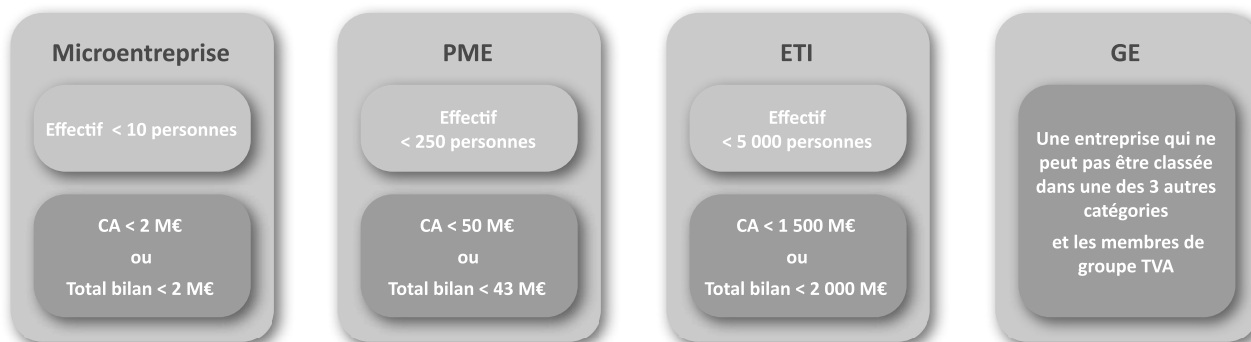 Microentreprise
Effectif < 10 personnes
CA < 2 M€
ou
Total bilan < 2 M€
PME
Effectif
< 250 personnes
CA < 50 M€
ou
Total bilan < 43 M€
ETI
Effectif
< 5 000 personnes
CA < 1 500 M€
ou
Total bilan < 2 000 M€
GE
Une entreprise qui ne
peut pas être classée
dans une des 3 autres
catégories
et les membres de
groupe TVA